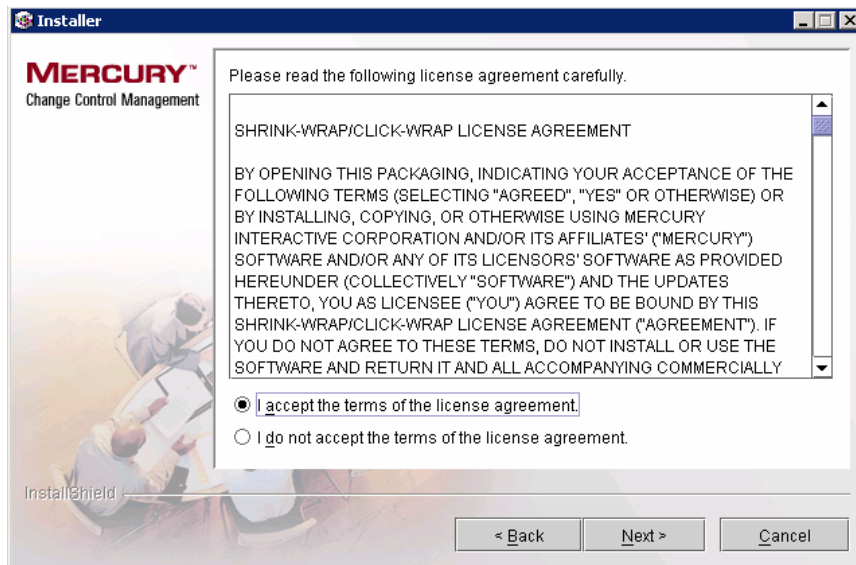 Installer
MERCURY™
Change Control Management
Please read the following license agreement carefully.
SHRINK-WRAP/CLICK-WRAP LICENSE AGREEMENT
BY OPENING THIS PACKAGING, INDICATING YOUR ACCEPTANCE OF THE
FOLLOWING TERMS (SELECTING "AGREED", "YES" OR OTHERWISE) OR
BY INSTALLING, COPYING, OR OTHERWISE USING MERCURY
INTERACTIVE CORPORATION AND/OR ITS AFFILIATES' ("MERCURY")
SOFTWARE AND/OR ANY OF ITS LICENSORS' SOFTWARE AS PROVIDED
HEREUNDER (COLLECTIVELY "SOFTWARE") AND THE UPDATES
THERETO, YOU AS LICENSEE ("YOU") AGREE TO BE BOUND BY THIS
SHRINK-WRAP/CLICK-WRAP LICENSE AGREEMENT ("AGREEMENT"). IF
YOU DO NOT AGREE TO THESE TERMS, DO NOT INSTALL OR USE THE
SOFTWARE AND RETURN IT AND ALL ACCOMPANYING COMMERCIALLY
I accept the terms of the license agreement.
I do not accept the terms of the license agreement.
InstallShield
< Back
Next >
Cancel